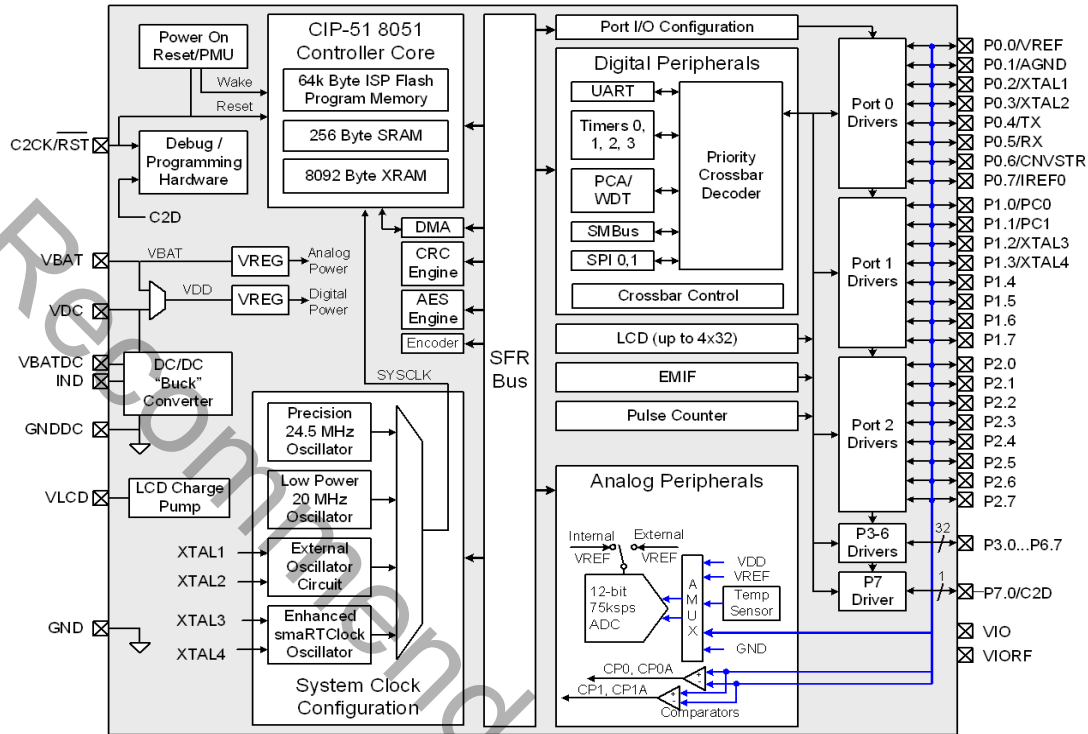 Power On
Reset/PMU
Wake
Reset
C2CK/RST
Debug /
Programming
Hardware
C2D
CIP-51 8051
Controller Core
64k Byte ISP Flash
Program Memory
256 Byte SRAM
8092 Byte XRAM
DMA
CRC
Engine
AES
Engine
Encoder
VBAT
VBAT
VREG
Analog
Power
VDC
VDD
VREG
Digital
Power
VBATDC
IND
DC/DC
"Buck"
Converter
GNDDC
VLCD
LCD Charge
Pump
GND
SYSCLK
Precision
24.5 MHz
Oscillator
Low Power
20 MHz
Oscillator
XTAL1
XTAL2
External
Oscillator
Circuit
XTAL3
XTAL4
Enhanced
smaRTClock
Oscillator
System Clock
Configuration
SFR
Bus
Port I/O Configuration
Digital Peripherals
UART
Timers 0,
1, 2, 3
PCA/
WDT
SMBus
SPI 0,1
Priority
Crossbar
Decoder
Crossbar Control
LCD (up to 4x32)
EMIF
Pulse Counter
Analog Peripherals
Internal
VREF
External
VREF
12-bit
75ksps
ADC
A
M
U
X
VDD
VREF
Temp
Sensor
GND
CP0, CP0A
CP1, CP1A
+
-
+
-
Comparators
Port 0
Drivers
Port 1
Drivers
Port 2
Drivers
P3-6
Drivers
P7
Driver
32
1
P0.0/VREF
P0.1/AGND
P0.2/XTAL1
P0.3/XTAL2
P0.4/TX
P0.5/RX
P0.6/CNVSTR
P0.7/IREF0
P1.0/PC0
P1.1/PC1
P1.2/XTAL3
P1.3/XTAL4
P1.4
P1.5
P1.6
P1.7
P2.0
P2.1
P2.2
P2.3
P2.4
P2.5
P2.6
P2.7
P3.0...P6.7
P7.0/C2D
VIO
VIORF
Recommend